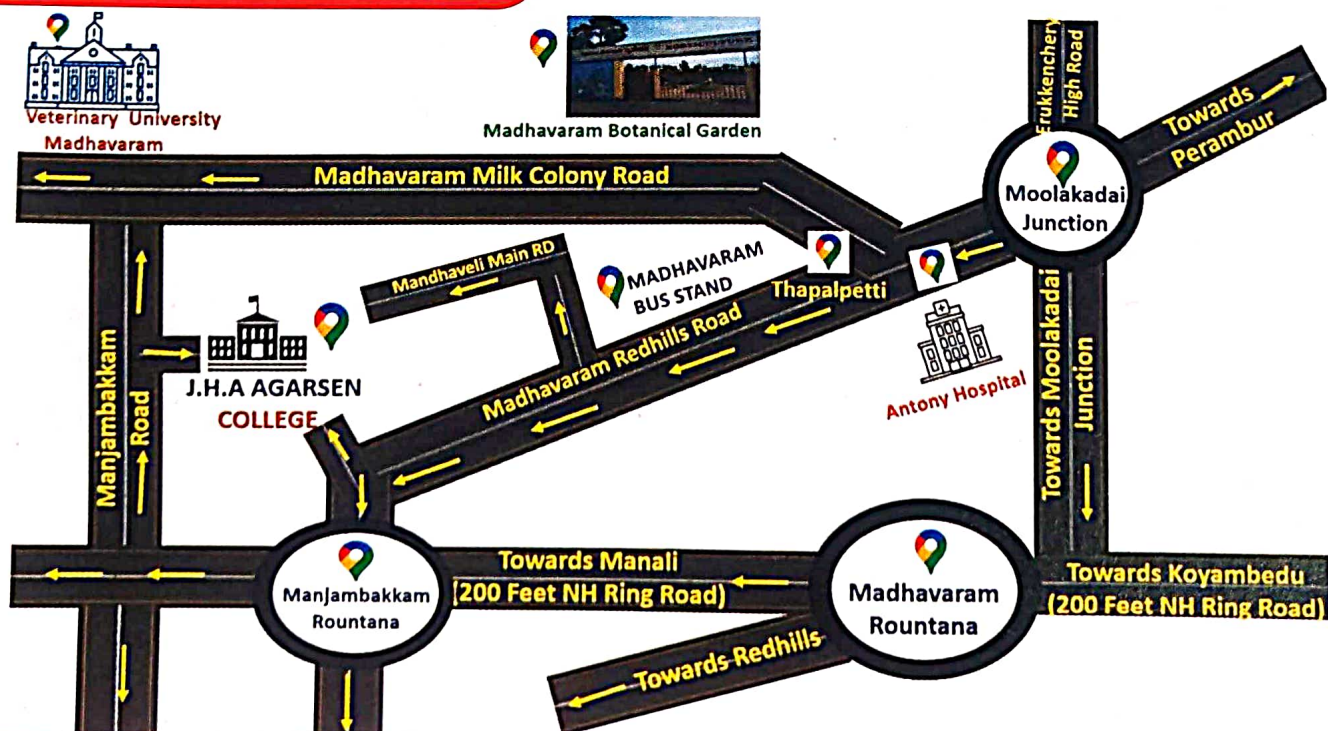 Veterinary University
Madhavaram
Madhavaram Botanical Garden
Erukkenchery
High Road
Towards
Perambur
Madhavaram Milk Colony Road
Moolakadai
Junction
Mandhaveli Main RD
MADHAVARAM
BUS STAND
Thapalpetti
Madhavaram Redhills Road
J.H.A AGARSEN
COLLEGE
Antony Hospital
Manjambakkam
Road
Towards Moolakadai
Junction
Manjambakkam
Rountana
Towards Manali
(200 Feet NH Ring Road)
Madhavaram
Rountana
Towards Koyambedu
(200 Feet NH Ring Road)
Towards Redhills